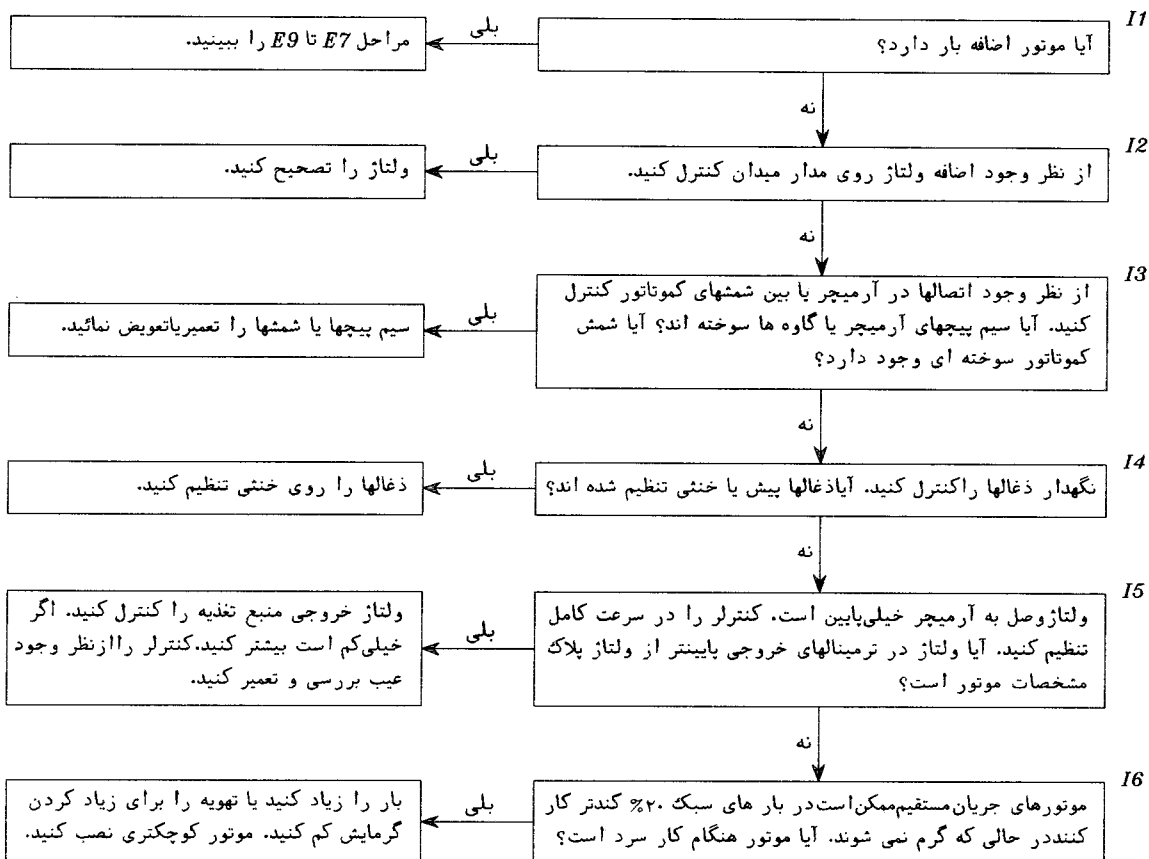 I1
آیا موتور اضافه بار دارد؟
بلی
مراحل E7 تا E9 را ببینید.
نه
I2
از نظر وجود اضافه ولتاژ روی مدار میدان کنترل کنید.
بلی
ولتاژ را تصحیح کنید.
نه
I3
از نظر وجود اتصالها در آرمیچر یا بین شمشهای کموتاتور کنترل
کنید. آیا سیم پیچهای آرمیچر یا گاوه ها سوخته اند؟ آیا شمش
کموتاتور سوخته ای وجود دارد؟
بلی
سیم پیچها یا شمشها را تعمیریاتعویض نمائید.
نه
I4
نگهدار ذغالها راکنترل کنید. آیاذغالها پیش یا خنثی تنظیم شده اند؟
بلی
ذغالها را روی خنثی تنظیم کنید.
نه
I5
ولتاژوصل به آرمیچر خیلی‌پایین است. کنترلر را در سرعت کامل
تنظیم کنید. آیا ولتاژ در ترمینالهای خروجی پایینتر از ولتاژ پلاک
مشخصات موتور است؟
بلی
ولتاژ خروجی منبع تغذیه را کنترل کنید. اگر
خیلی‌کم است بیشتر کنید.کنترلر راازنظر وجود
عیب بررسی و تعمیر کنید.
نه
I6
موتورهای جریان‌مستقیم‌ممکن‌است‌در بار های سبک ۲۰% کندتر کار
کننددر حالی که گرم نمی شوند. آیا موتور هنگام کار سرد است؟
بلی
بار را زیاد کنید یا تهویه را برای زیاد کردن
گرمایش کم کنید. موتور کوچکتری نصب کنید.